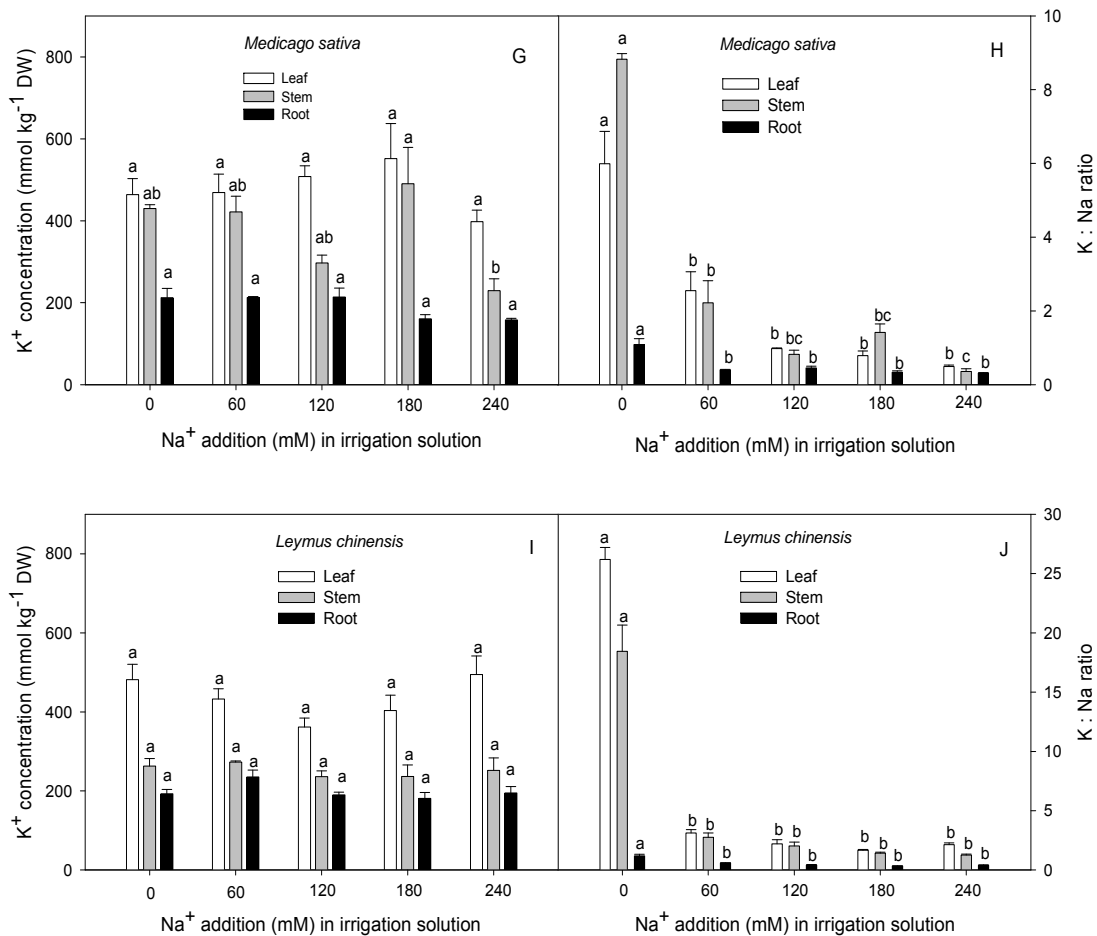 Medicago sativa
G
Leaf
Stem
Root
K+ concentration (mmol kg-1 DW)
800
600
400
200
0
a ab a
a ab a
a ab a
a a a
a b a
0 60 120 180 240
Na+ addition (mM) in irrigation solution
Medicago sativa
H
Leaf
Stem
Root
K : Na ratio
10
8
6
4
2
0
a a a
b b b
b bc b
b bc b
b c b
0 60 120 180 240
Na+ addition (mM) in irrigation solution
Leymus chinensis
I
Leaf
Stem
Root
K+ concentration (mmol kg-1 DW)
800
600
400
200
0
a a a
a a a
a a a
a a a
a a a
0 60 120 180 240
Na+ addition (mM) in irrigation solution
Leymus chinensis
J
Leaf
Stem
Root
K : Na ratio
30
25
20
15
10
5
0
a a a
b b b
b b b
b b b
b b b
0 60 120 180 240
Na+ addition (mM) in irrigation solution